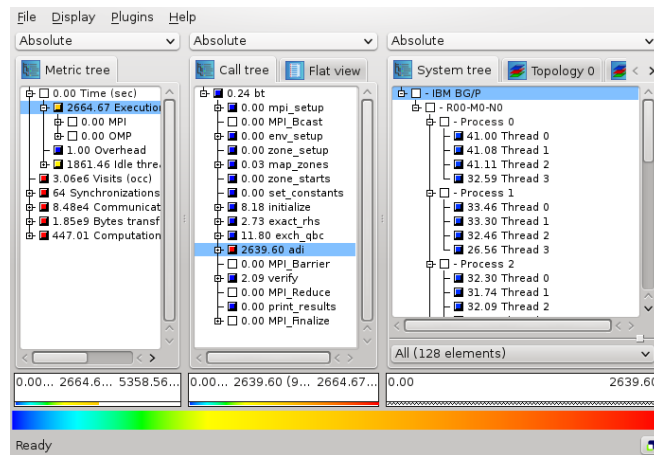 File Display Plugins Help
Absolute Absolute Absolute
Metric tree Call tree Flat view System tree Topology 0
0.00 Time (sec)
2664.67 Execution
0.00 MPI
0.00 OMP
1.00 Overhead
1861.46 Idle thre
3.06e6 Visits (occ)
64 Synchronizations
8.48e4 Communicat
1.85e9 Bytes transf
447.01 Computation
0.24 bt
0.00 mpi_setup
0.00 MPI_Bcast
0.00 env_setup
0.00 zone_setup
0.03 map_zones
0.00 zone_starts
0.00 set_constants
8.18 initialize
2.73 exact_rhs
11.80 exch_qbc
2639.60 adi
0.00 MPI_Barrier
2.09 verify
0.00 MPI_Reduce
0.00 print_results
0.00 MPI_Finalize
- IBM BG/P
- R00-M0-N0
- Process 0
41.00 Thread 0
41.08 Thread 1
41.11 Thread 2
32.59 Thread 3
- Process 1
33.46 Thread 0
33.30 Thread 1
32.46 Thread 2
26.56 Thread 3
- Process 2
32.30 Thread 0
31.74 Thread 1
32.09 Thread 2
All (128 elements)
0.00... 2664.6... 5358.56... 0.00... 2639.60 (9... 2664.67... 0.00 2639.60
Ready